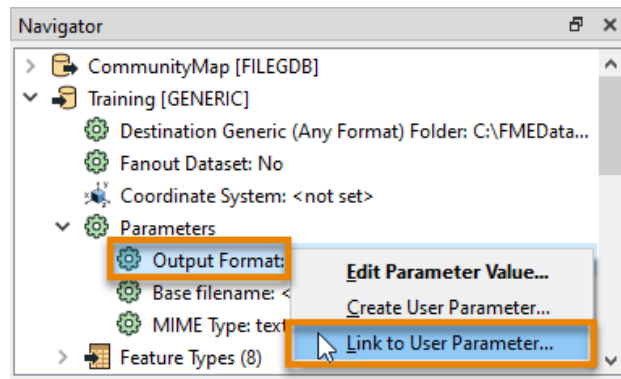 Navigator
CommunityMap [FILEGDB]
Training [GENERIC]
Destination Generic (Any Format) Folder: C:\FMEData...
Fanout Dataset: No
Coordinate System: <not set>
Parameters
Output Format:
Edit Parameter Value...
Base filename: <
Create User Parameter...
MIME Type: text
Link to User Parameter...
Feature Types (8)